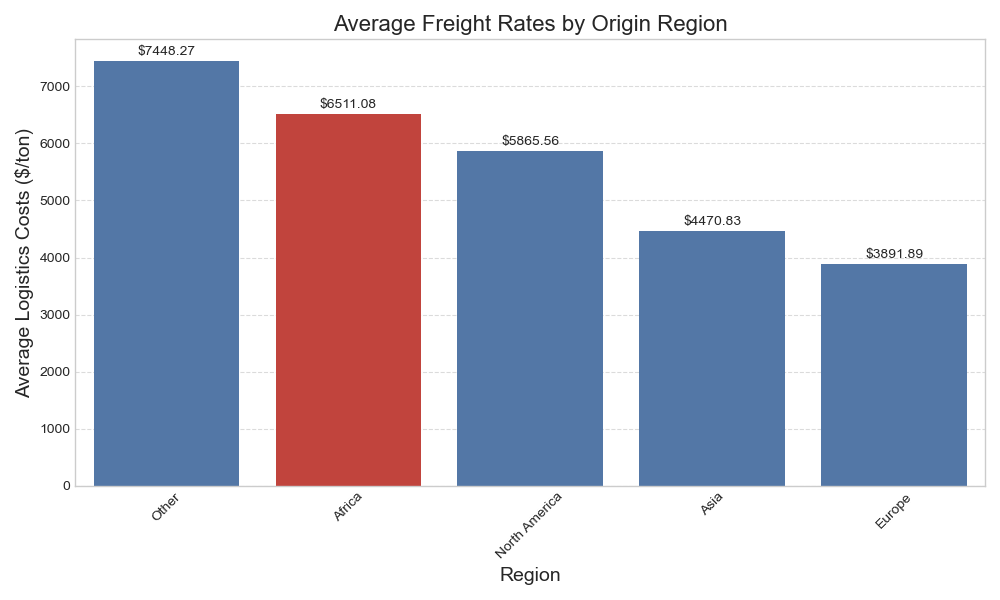 Average Freight Rates by Origin Region
Average Logistics Costs ($/ton)
7000
6000
5000
4000
3000
2000
1000
0
$7448.27
$6511.08
$5865.56
$4470.83
$3891.89
Other
Africa
North America
Asia
Europe
Region